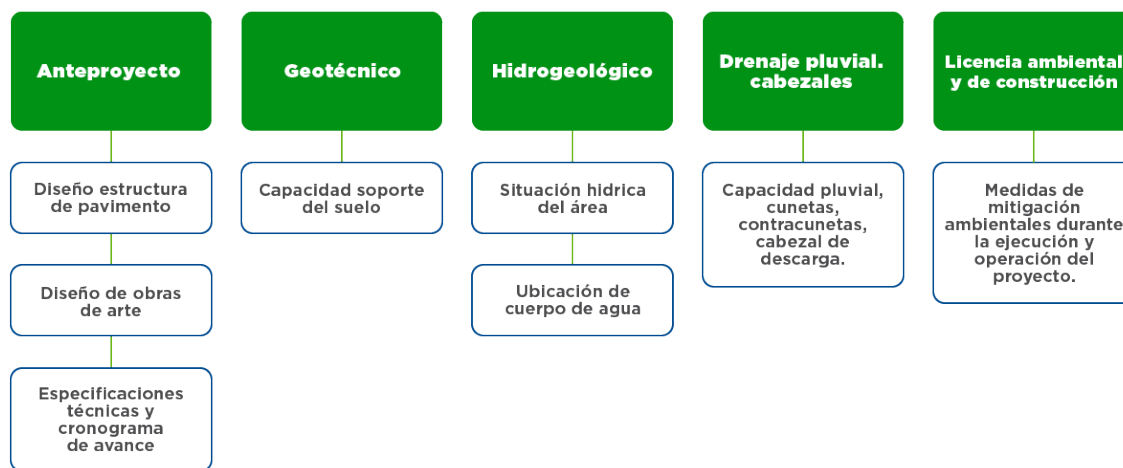 Anteproyecto
Diseño estructura
de pavimento
Diseño de obras
de arte
Especificaciones
técnicas y
cronograma
de avance
Geotécnico
Capacidad soporte
del suelo
Hidrogeológico
Situación hidrica
del área
Ubicación de
cuerpo de agua
Drenaje pluvial.
cabezales
Capacidad pluvial,
cunetas,
contracunetas,
cabezal de
descarga.
Licencia ambiental
y de construcción
Medidas de
mitigación
ambientales durante
la ejecución y
operación del
proyecto.